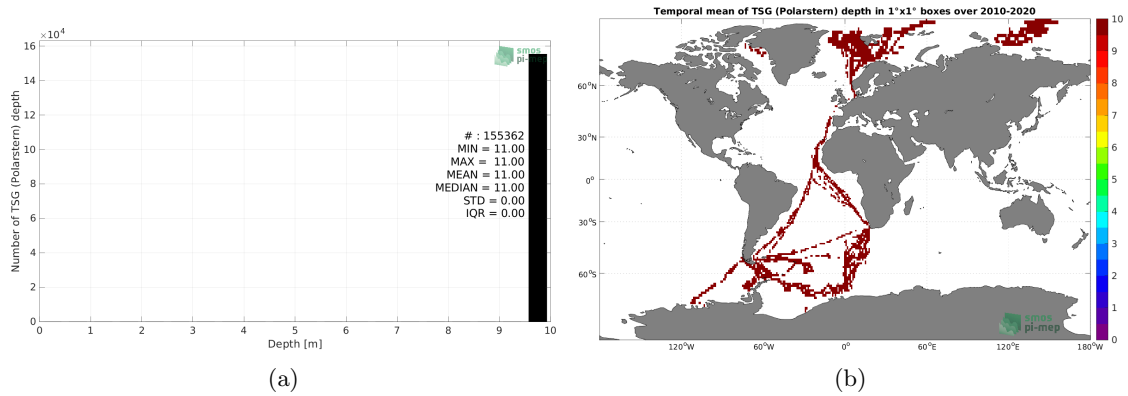 ×10⁴
16
14
12
10
8
6
4
2
0
Number of TSG (Polarstern) depth
smos
pi-mep
# : 155362
MIN = 11.00
MAX = 11.00
MEAN = 11.00
MEDIAN = 11.00
STD = 0.00
IQR = 0.00
0 1 2 3 4 5 6 7 8 9 10
Depth [m]
(a)
Temporal mean of TSG (Polarstern) depth in 1°x1° boxes over 2010-2020
60°N
30°N
0°
30°S
60°S
120°W 60°W 0° 60°E 120°E 180°W
smos
pi-mep
10
9
8
7
6
5
4
3
2
1
0
(b)